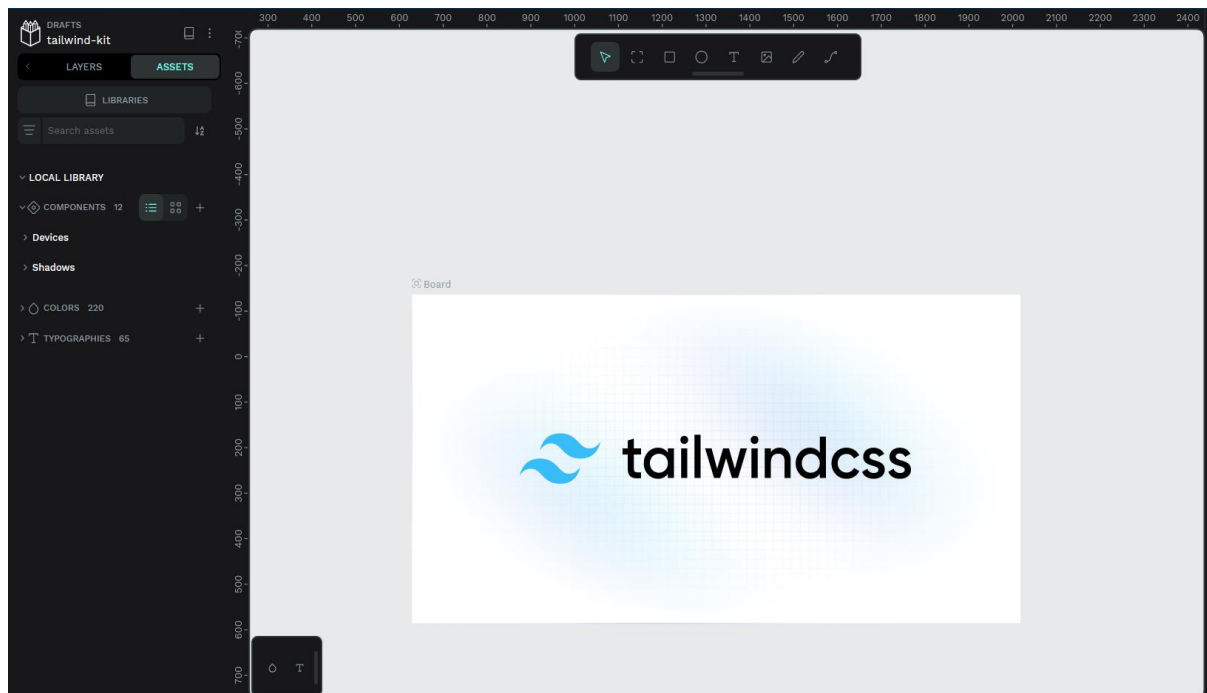 DRAFTS
tailwind-kit
LAYERS
ASSETS
LIBRARIES
Search assets
LOCAL LIBRARY
COMPONENTS 12
Devices
Shadows
COLORS 220
TYPOGRAPHIES 65
300 400 500 600 700 800 900 1000 1100 1200 1300 1400 1500 1600 1700 1800 1900 2000 2100 2200 2300 2400
-700
-600
-500
-400
-300
-200
-100
0
100
200
300
400
500
600
700
Board
tailwindcss